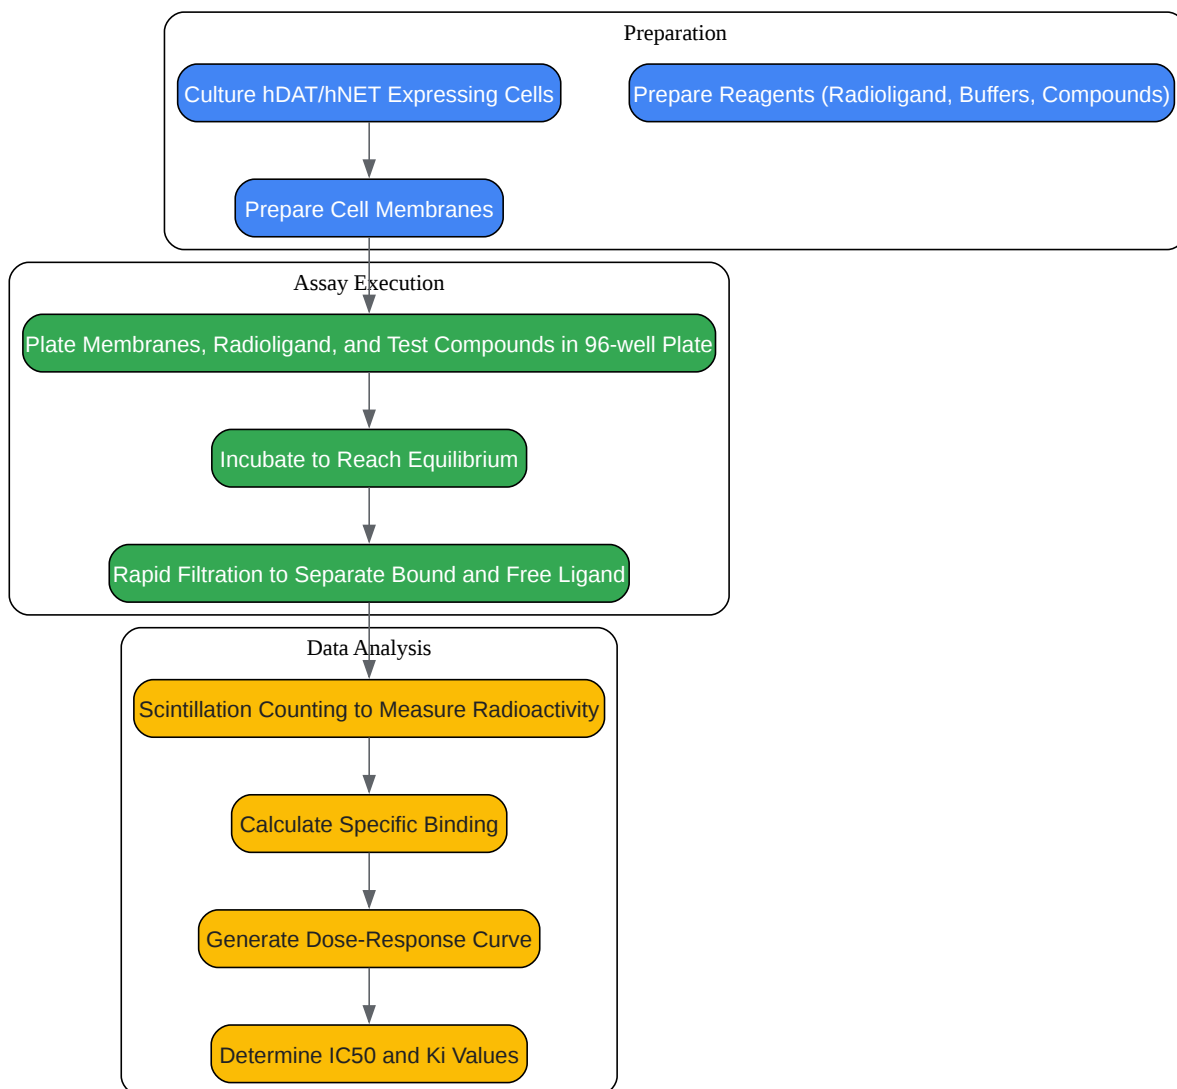 Preparation
Culture hDAT/hNET Expressing Cells
Prepare Reagents (Radioligand, Buffers, Compounds)
Prepare Cell Membranes
Assay Execution
Plate Membranes, Radioligand, and Test Compounds in 96-well Plate
Incubate to Reach Equilibrium
Rapid Filtration to Separate Bound and Free Ligand
Data Analysis
Scintillation Counting to Measure Radioactivity
Calculate Specific Binding
Generate Dose-Response Curve
Determine IC50 and Ki Values